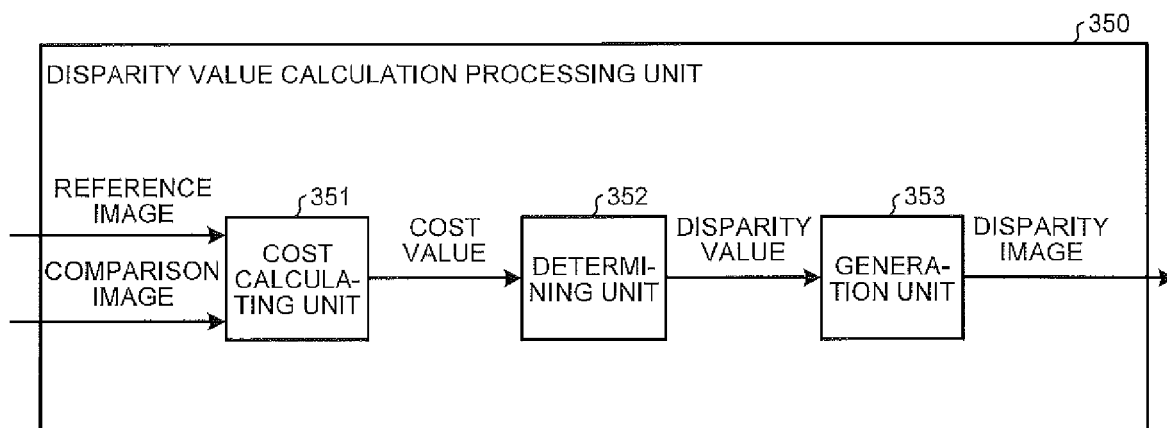 350
DISPARITY VALUE CALCULATION PROCESSING UNIT
REFERENCE
IMAGE
COMPARISON
IMAGE
351
COST
CALCULA-
TING UNIT
COST
VALUE
352
DETERMI-
NING UNIT
DISPARITY
VALUE
353
GENERA-
TION UNIT
DISPARITY
IMAGE